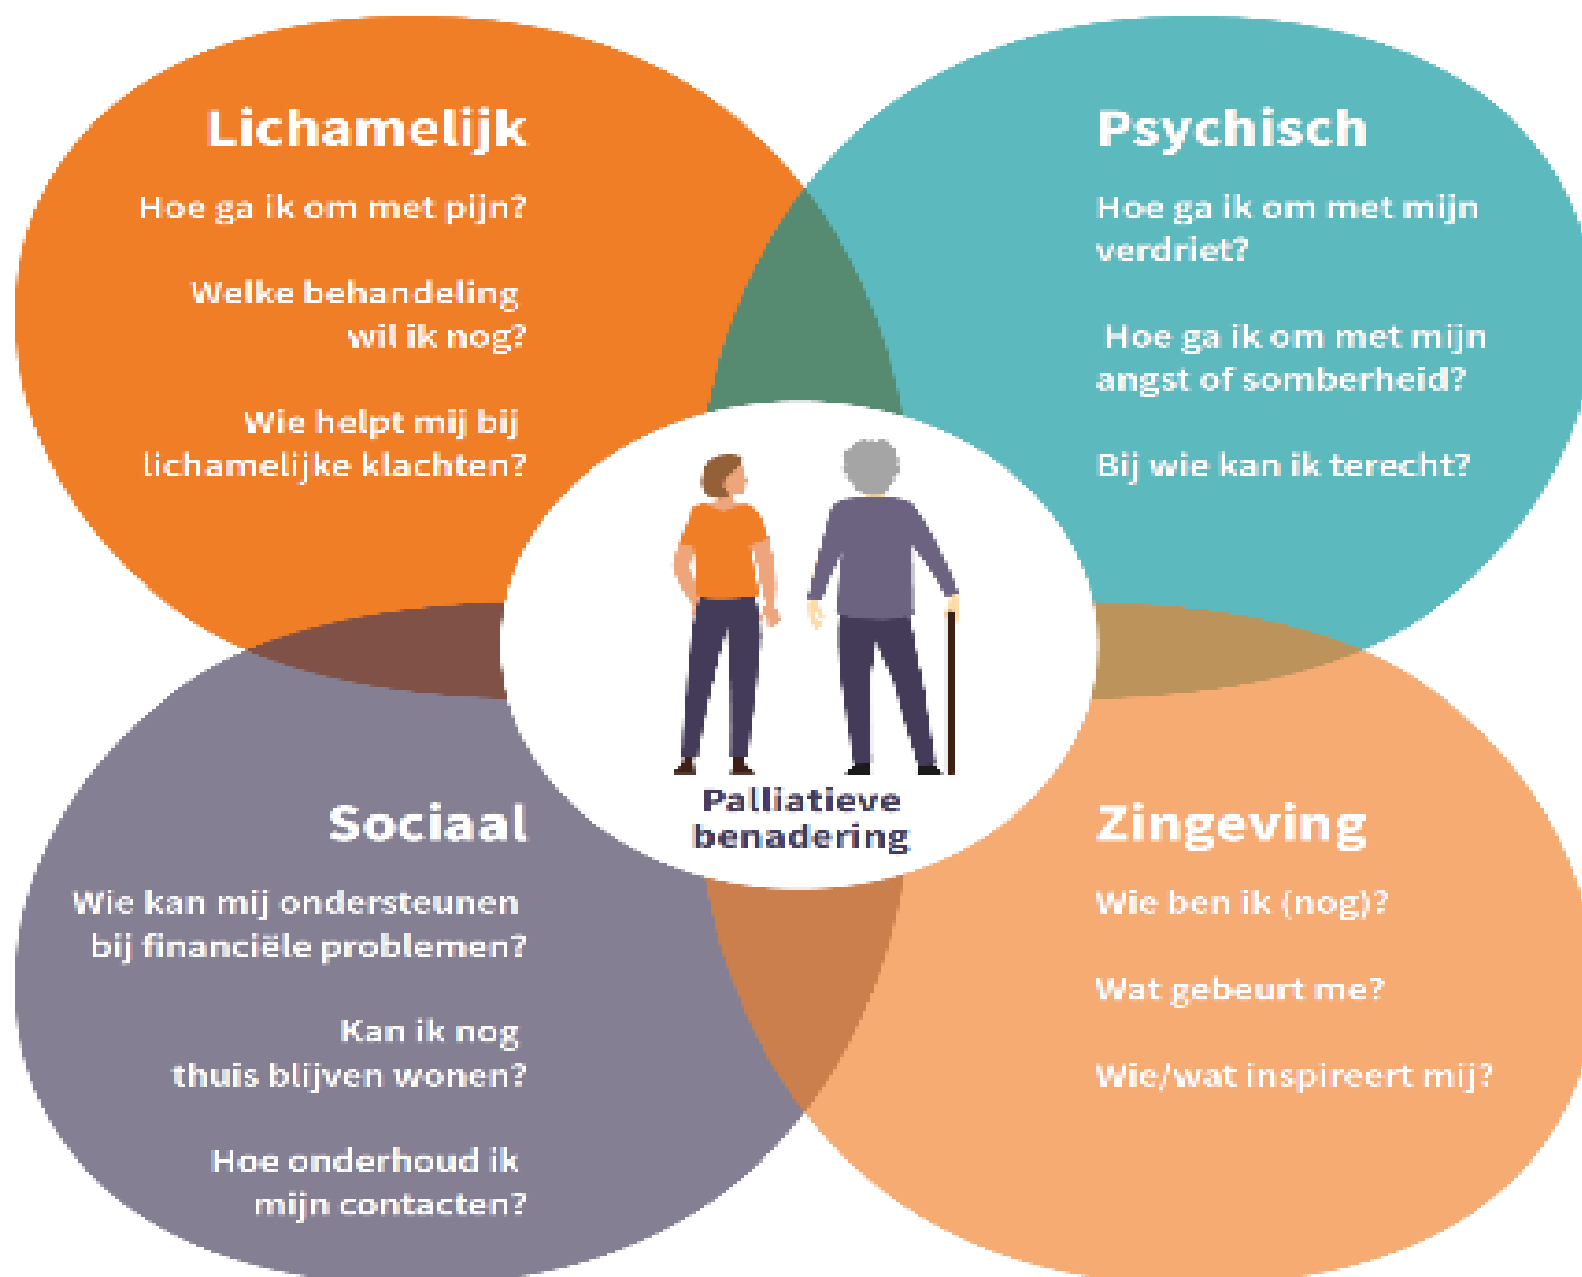 Lichamelijk
Hoe ga ik om met pijn?
Welke behandeling
wil ik nog?
Wie helpt mij bij
lichamelijke klachten?
Psychisch
Hoe ga ik om met mijn
verdriet?
Hoe ga ik om met mijn
angst of somberheid?
Bij wie kan ik terecht?
Palliatieve
benadering
Sociaal
Wie kan mij ondersteunen
bij financiële problemen?
Kan ik nog
thuis blijven wonen?
Hoe onderhoud ik
mijn contacten?
Zingeving
Wie ben ik (nog)?
Wat gebeurt me?
Wie/wat inspireert mij?